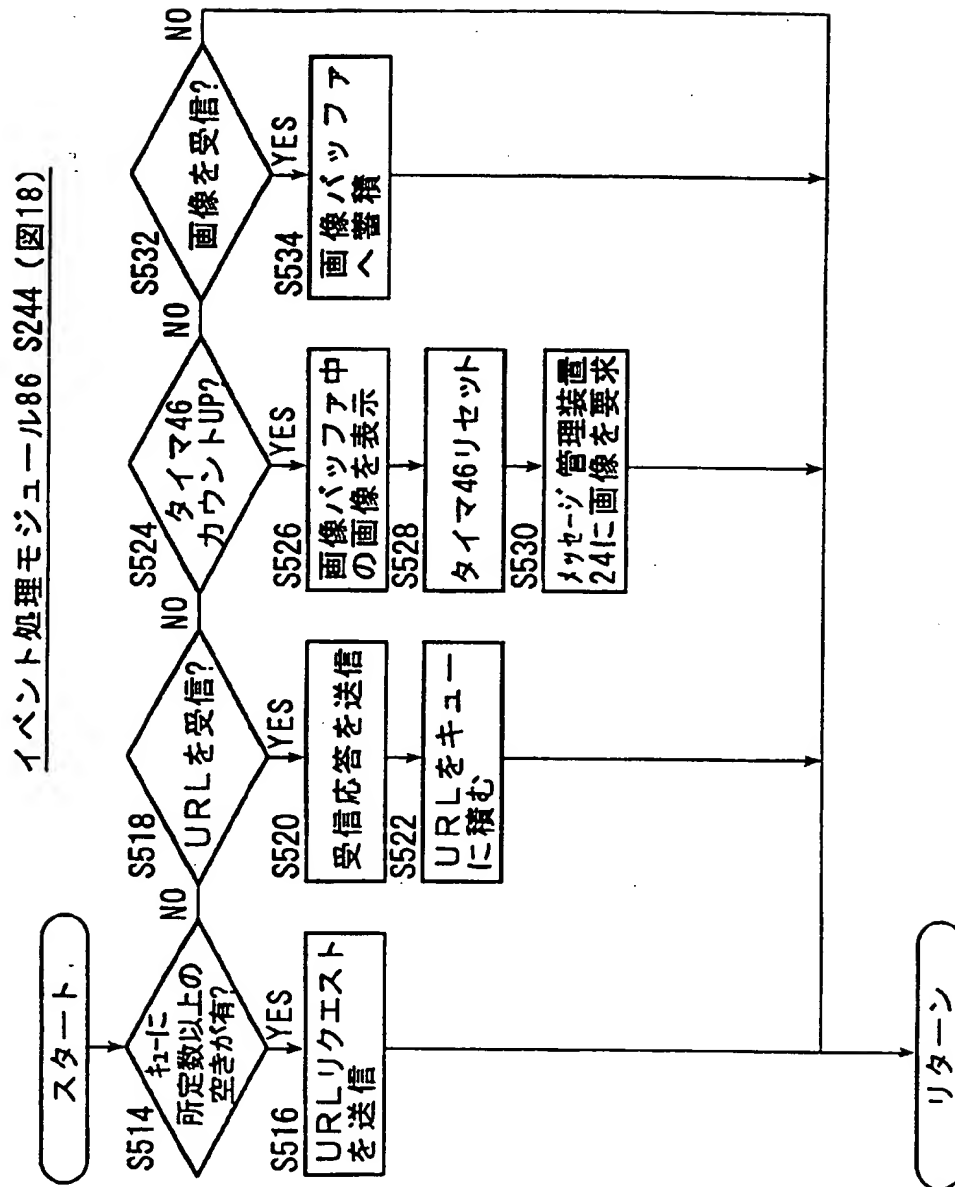 イベント処理モジュール86 S244 (図18)
スタート
S514
キューに
所定数以上の
空きが有?
NO
YES
S516
URLリクエスト
を送信
S518
URLを受信?
NO
YES
S520
受信応答を送信
S522
URLをキュー
に積む
S524
タイマ46
カウントUP?
NO
YES
S526
画像バッファ中
の画像を表示
S528
タイマ46リセット
S530
メッセージ管理装置
24に画像を要求
S532
画像を受信?
NO
YES
S534
画像バッファ
へ蓄積
リターン